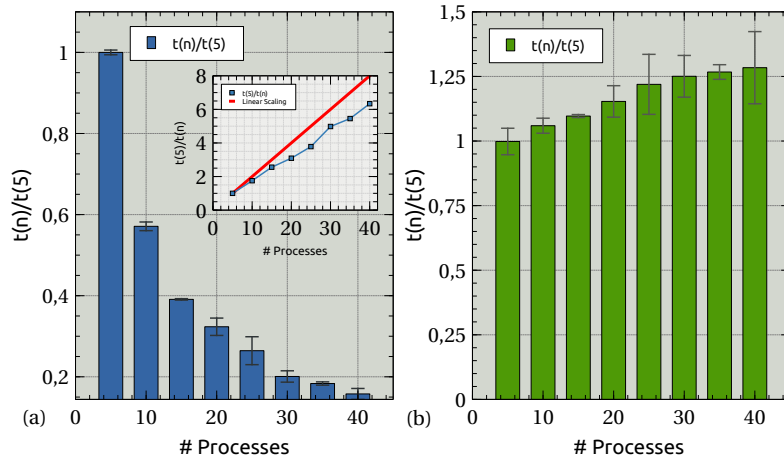 t(n)/t(5)
1
0,8
0,6
0,4
0,2
t(n)/t(5)
0
10
20
30
40
# Processes
(a)
8
6
4
2
0
t(5)/t(n)
t(5)/t(n)
Linear Scaling
0
10
20
30
40
# Processes
t(n)/t(5)
1,5
1,25
1
0,75
0,5
0,25
0
t(n)/t(5)
0
10
20
30
40
# Processes
(b)